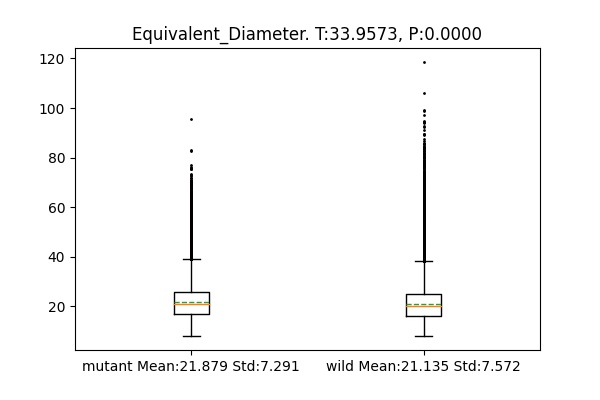 Equivalent_Diameter. T:33.9573, P:0.0000
120
100
80
60
40
20
mutant Mean:21.879 Std:7.291
wild Mean:21.135 Std:7.572